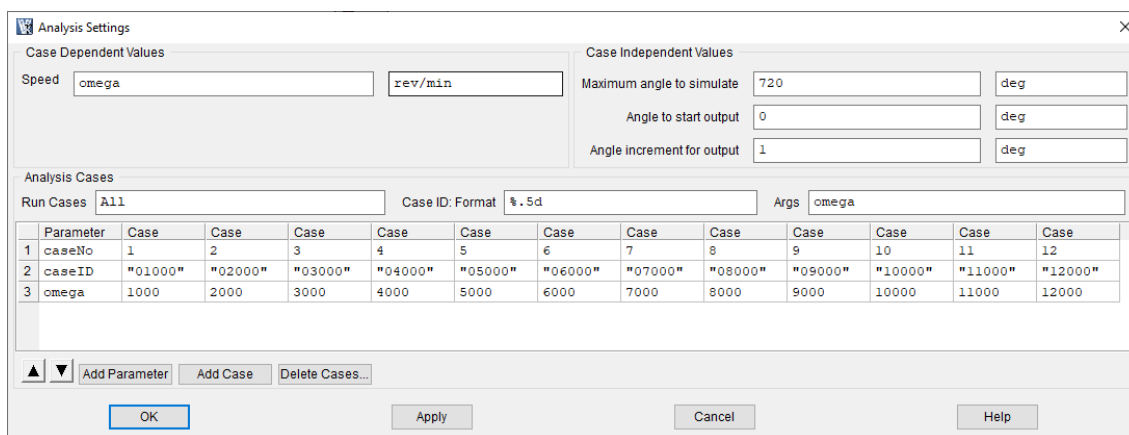 Analysis Settings
Case Dependent Values
Speed omega rev/min
Case Independent Values
Maximum angle to simulate 720 deg
Angle to start output 0 deg
Angle increment for output 1 deg
Analysis Cases
Run Cases All Case ID: Format %.5d Args omega
Parameter Case Case Case Case Case Case Case Case Case Case Case Case
1 caseNo 1 2 3 4 5 6 7 8 9 10 11 12
2 caseID "01000" "02000" "03000" "04000" "05000" "06000" "07000" "08000" "09000" "10000" "11000" "12000"
3 omega 1000 2000 3000 4000 5000 6000 7000 8000 9000 10000 11000 12000
Add Parameter Add Case Delete Cases...
OK Apply Cancel Help